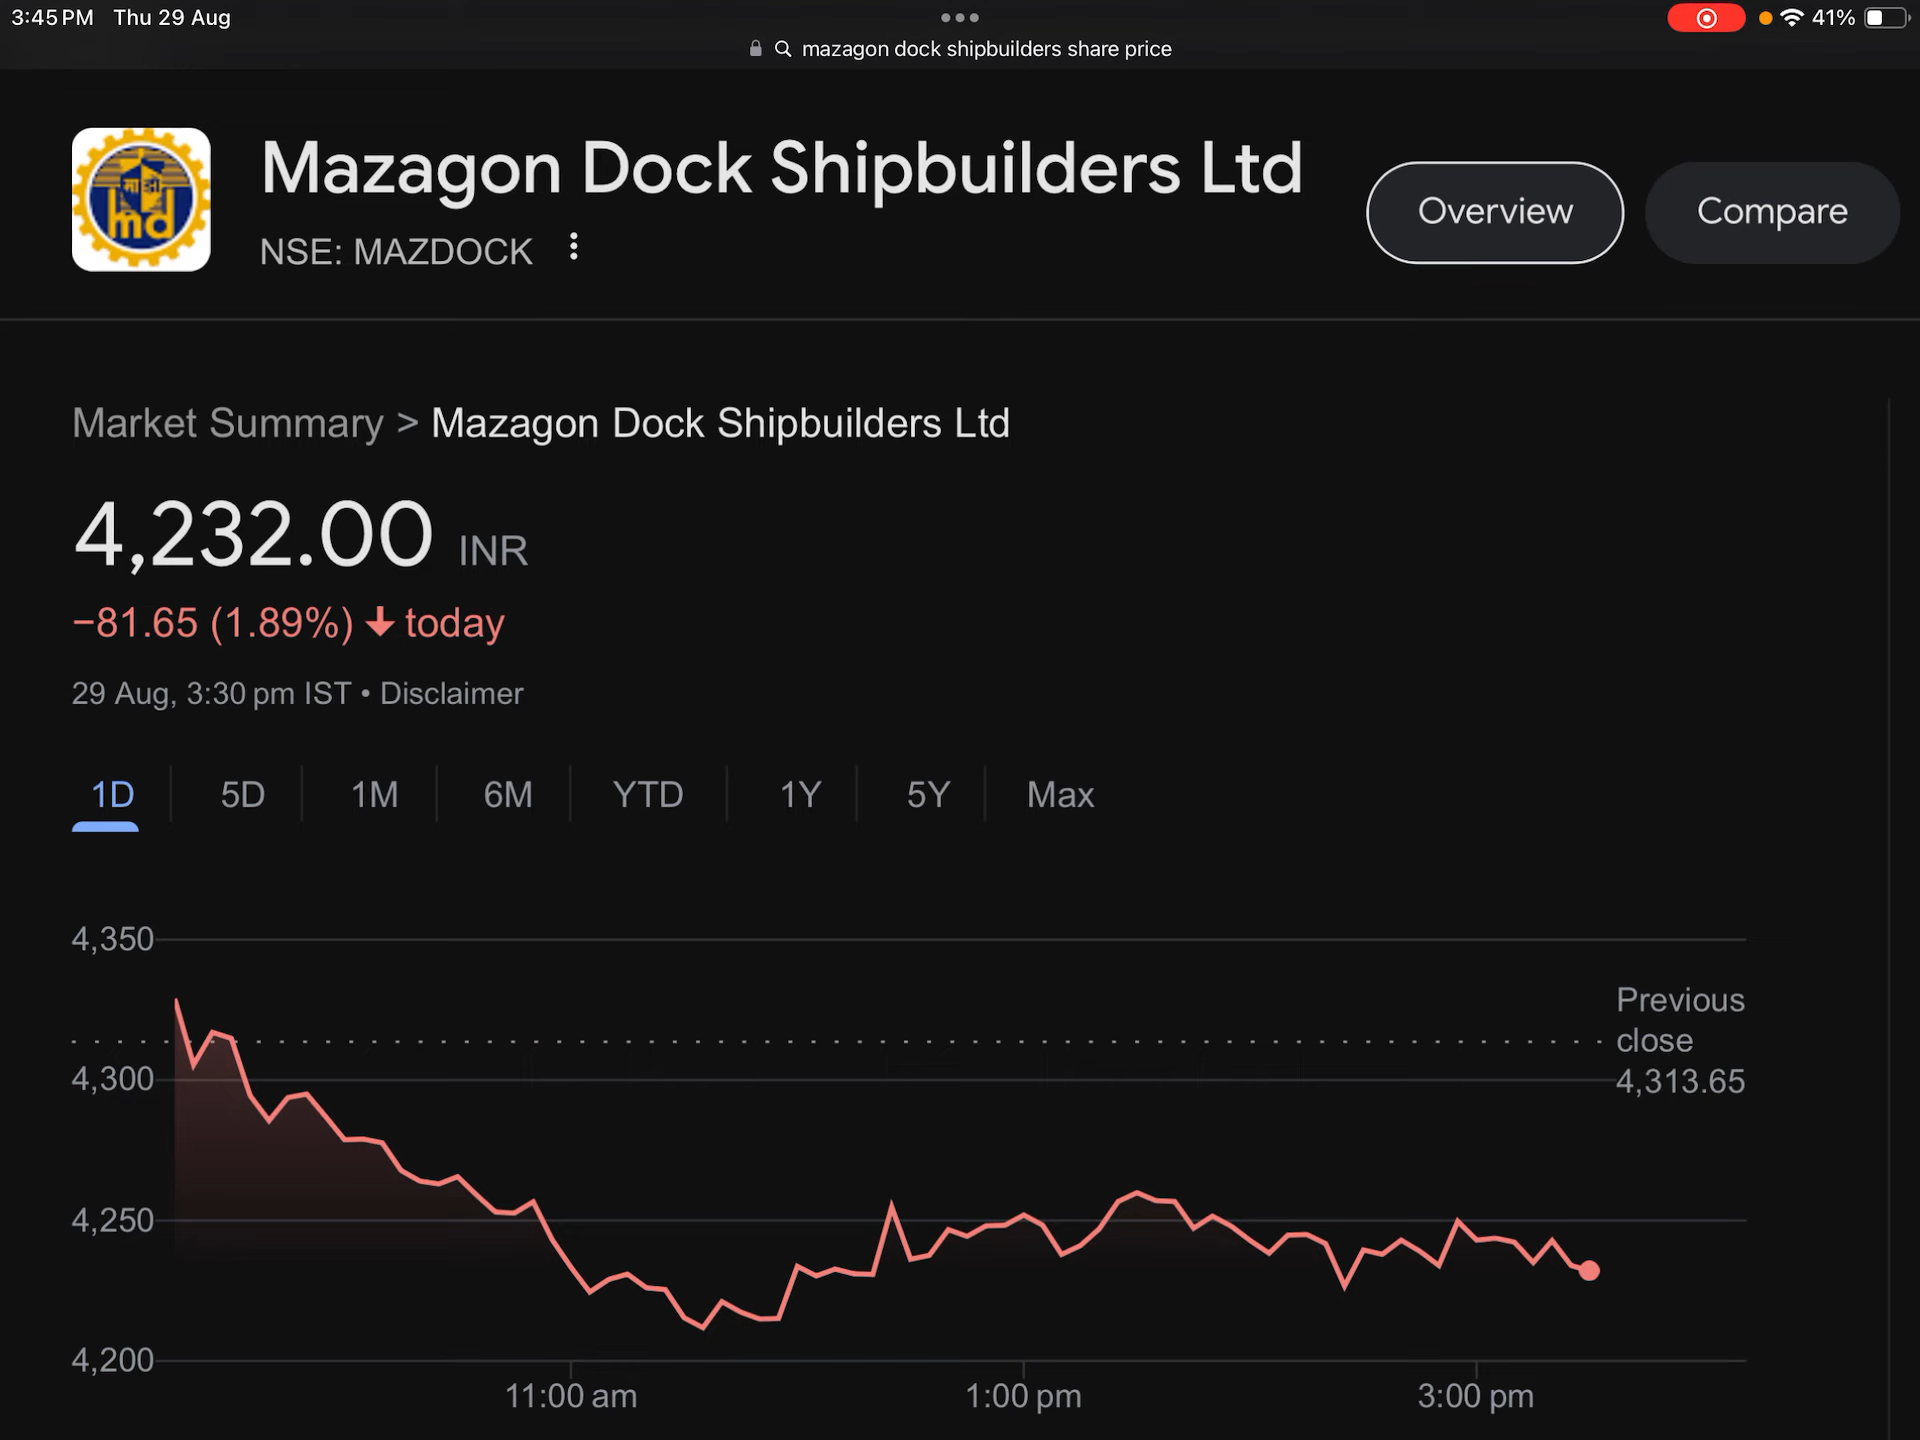 3:45 PM Thu 29 Aug
41%
mazagon dock shipbuilders share price
माझगांव
md
Mazagon Dock Shipbuilders Ltd
NSE: MAZDOCK
Overview
Compare
Market Summary > Mazagon Dock Shipbuilders Ltd
4,232.00 INR
−81.65 (1.89%) ↓ today
29 Aug, 3:30 pm IST • Disclaimer
1D 5D 1M 6M YTD 1Y 5Y Max
4,350
Previous
close
4,313.65
4,300
4,250
4,200
11:00 am 1:00 pm 3:00 pm